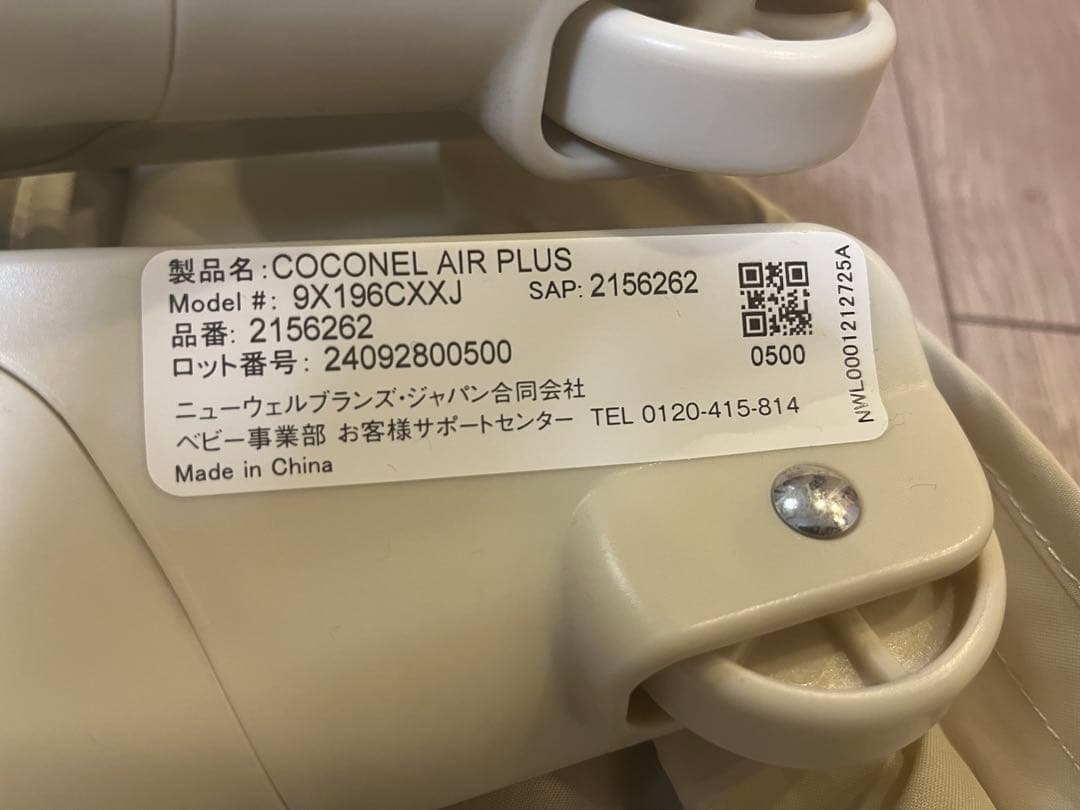 製品名:COCONEL AIR PLUS
Model #: 9X196CXXJ SAP: 2156262
品番: 2156262
ロット番号: 24092800500
0500
ニューウェルブランズ・ジャパン合同会社
ベビー事業部 お客様サポートセンター TEL 0120-415-814
Made in China
NWL0001212725A